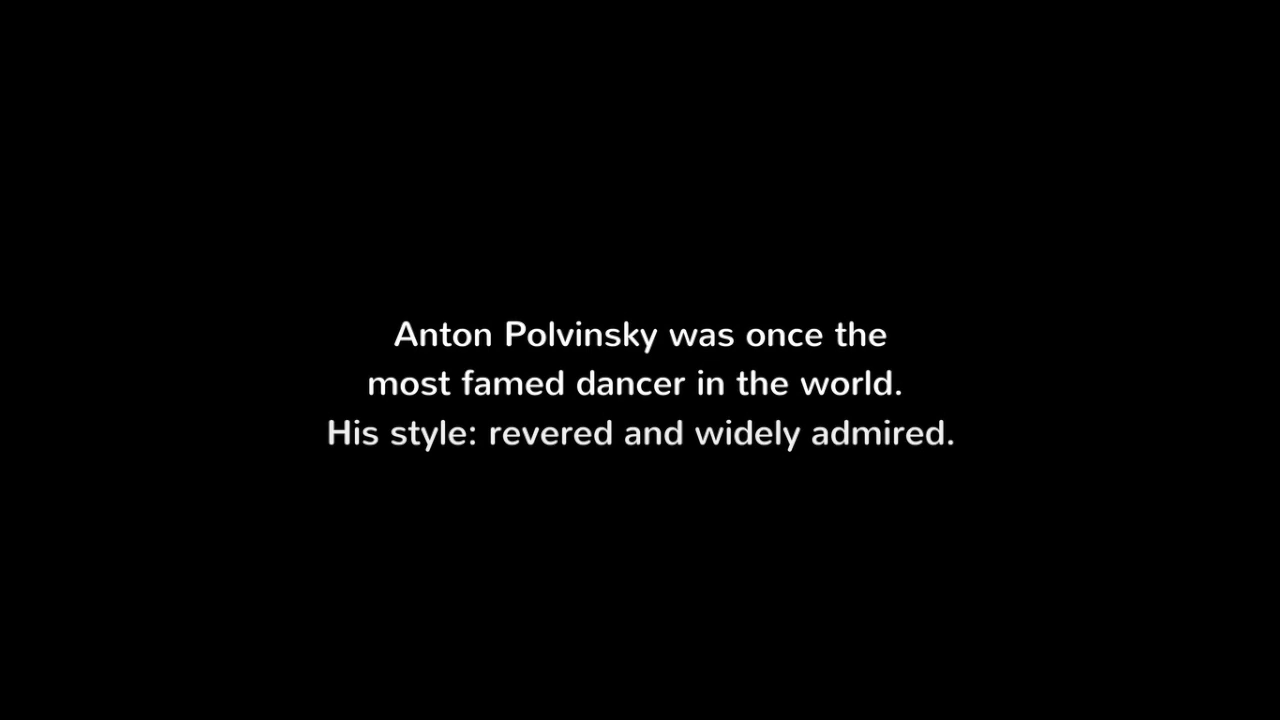 Anton Polvinsky was once the
most famed dancer in the world.
His style: revered and widely admired.